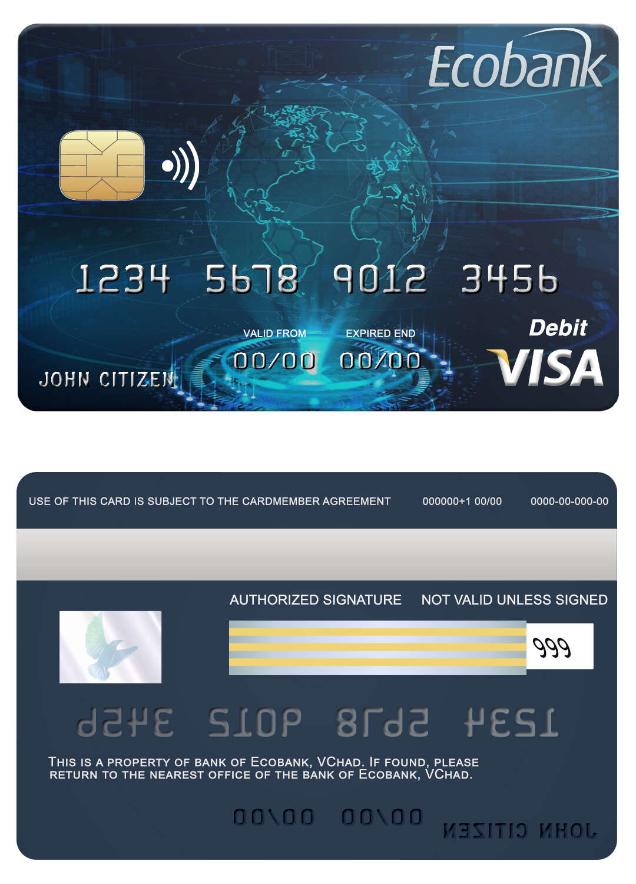 Ecobank
1234 5678 9012 3456
VALID FROM EXPIRED END
00/00 00/00
Debit
JOHN CITIZEN
VISA
USE OF THIS CARD IS SUBJECT TO THE CARDMEMBER AGREEMENT 000000+1 00/00 0000-00-000-00
AUTHORIZED SIGNATURE NOT VALID UNLESS SIGNED
999
1234 5678 9012 3456
THIS IS A PROPERTY OF BANK OF ECOBANK, VCHAD. IF FOUND, PLEASE
RETURN TO THE NEAREST OFFICE OF THE BANK OF ECOBANK, VCHAD.
00/00 00/00
JOHN CITIZEN